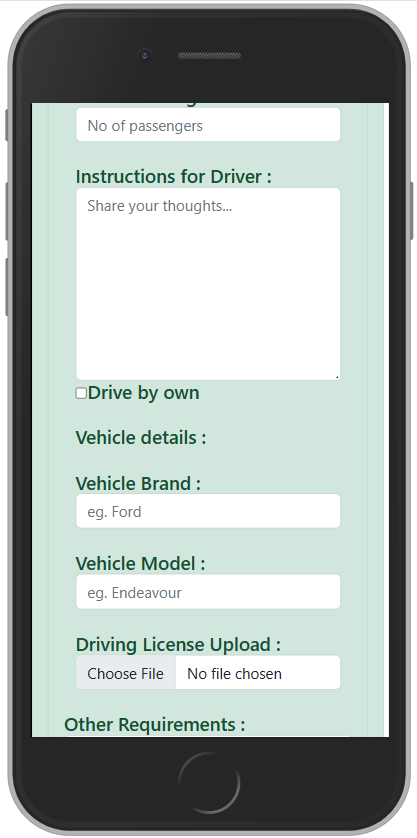 No of passengers
Instructions for Driver :
Share your thoughts...
Drive by own
Vehicle details :
Vehicle Brand :
eg. Ford
Vehicle Model :
eg. Endeavour
Driving License Upload :
Choose File No file chosen
Other Requirements :